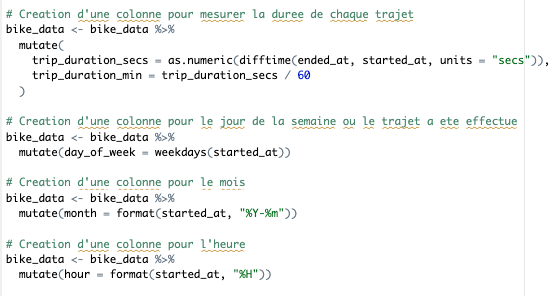 # Creation d'une colonne pour mesurer la duree de chaque trajet
bike_data <- bike_data %>%
  mutate(
    trip_duration_secs = as.numeric(difftime(ended_at, started_at, units = "secs")),
    trip_duration_min = trip_duration_secs / 60
  )
# Creation d'une colonne pour le jour de la semaine ou le trajet a ete effectue
bike_data <- bike_data %>%
  mutate(day_of_week = weekdays(started_at))
# Creation d'une colonne pour le mois
bike_data <- bike_data %>%
  mutate(month = format(started_at, "%Y-%m"))
# Creation d'une colonne pour l'heure
bike_data <- bike_data %>%
  mutate(hour = format(started_at, "%H"))